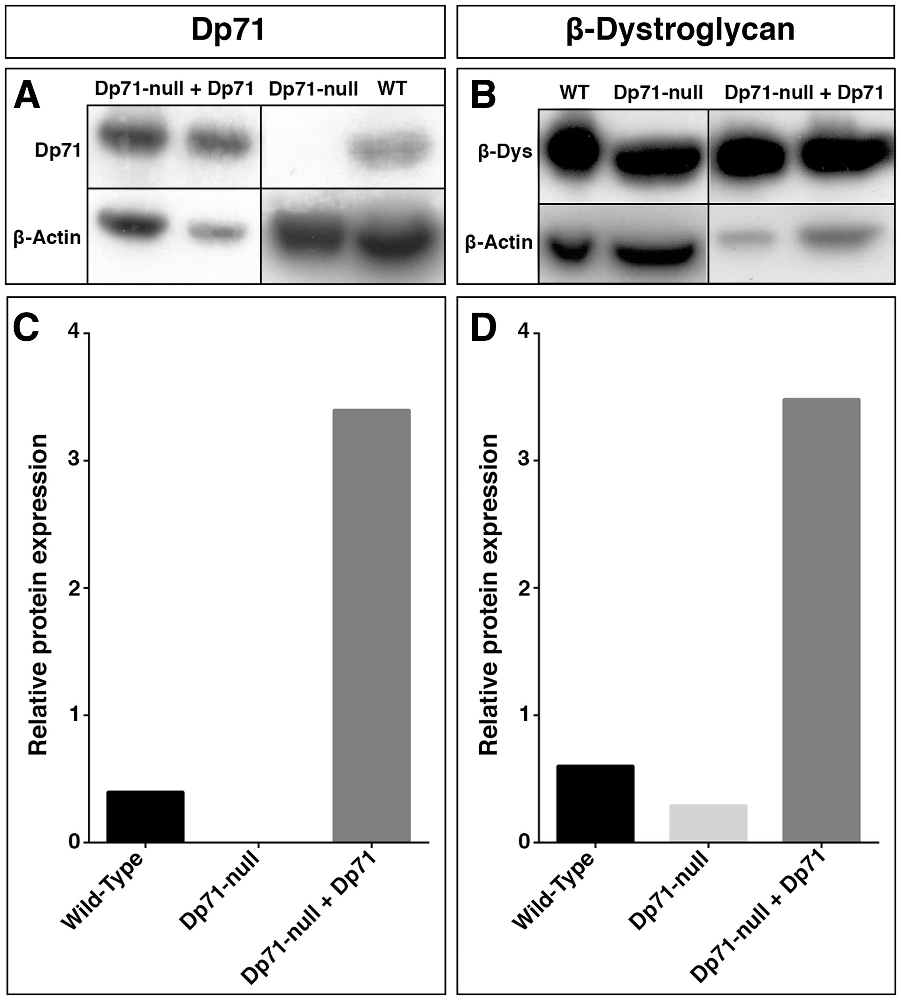 Dp71
β-Dystroglycan
A
Dp71-null + Dp71 Dp71-null WT
Dp71
β-Actin
B
WT Dp71-null Dp71-null + Dp71
β-Dys
β-Actin
C
Relative protein expression
4
3
2
1
0
Wild-Type
Dp71-null
Dp71-null + Dp71
D
Relative protein expression
4
3
2
1
0
Wild-Type
Dp71-null
Dp71-null + Dp71